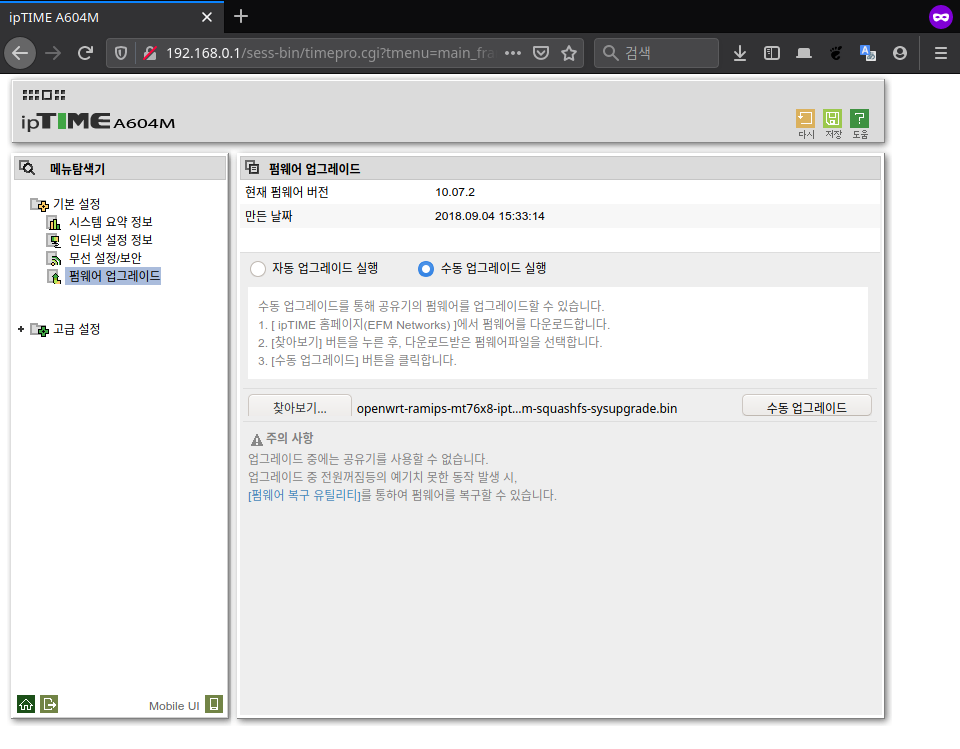 ipTIME A604M
192.168.0.1/sess-bin/timepro.cgi?tmenu=main_fra
검색
ipTIME A604M
다시 저장 도움
메뉴탐색기
기본 설정
시스템 요약 정보
인터넷 설정 정보
무선 설정/보안
펌웨어 업그레이드
+ 고급 설정
Mobile UI
펌웨어 업그레이드
현재 펌웨어 버전 10.07.2
만든 날짜 2018.09.04 15:33:14
자동 업그레이드 실행 수동 업그레이드 실행
수동 업그레이드를 통해 공유기의 펌웨어를 업그레이드할 수 있습니다.
1. [ ipTIME 홈페이지(EFM Networks) ]에서 펌웨어를 다운로드합니다.
2. [찾아보기] 버튼을 누른 후, 다운로드받은 펌웨어파일을 선택합니다.
3. [수동 업그레이드] 버튼을 클릭합니다.
찾아보기... openwrt-ramips-mt76x8-ipt...m-squashfs-sysupgrade.bin 수동 업그레이드
주의 사항
업그레이드 중에는 공유기를 사용할 수 없습니다.
업그레이드 중 전원꺼짐등의 예기치 못한 동작 발생 시,
[펌웨어 복구 유틸리티]를 통하여 펌웨어를 복구할 수 있습니다.